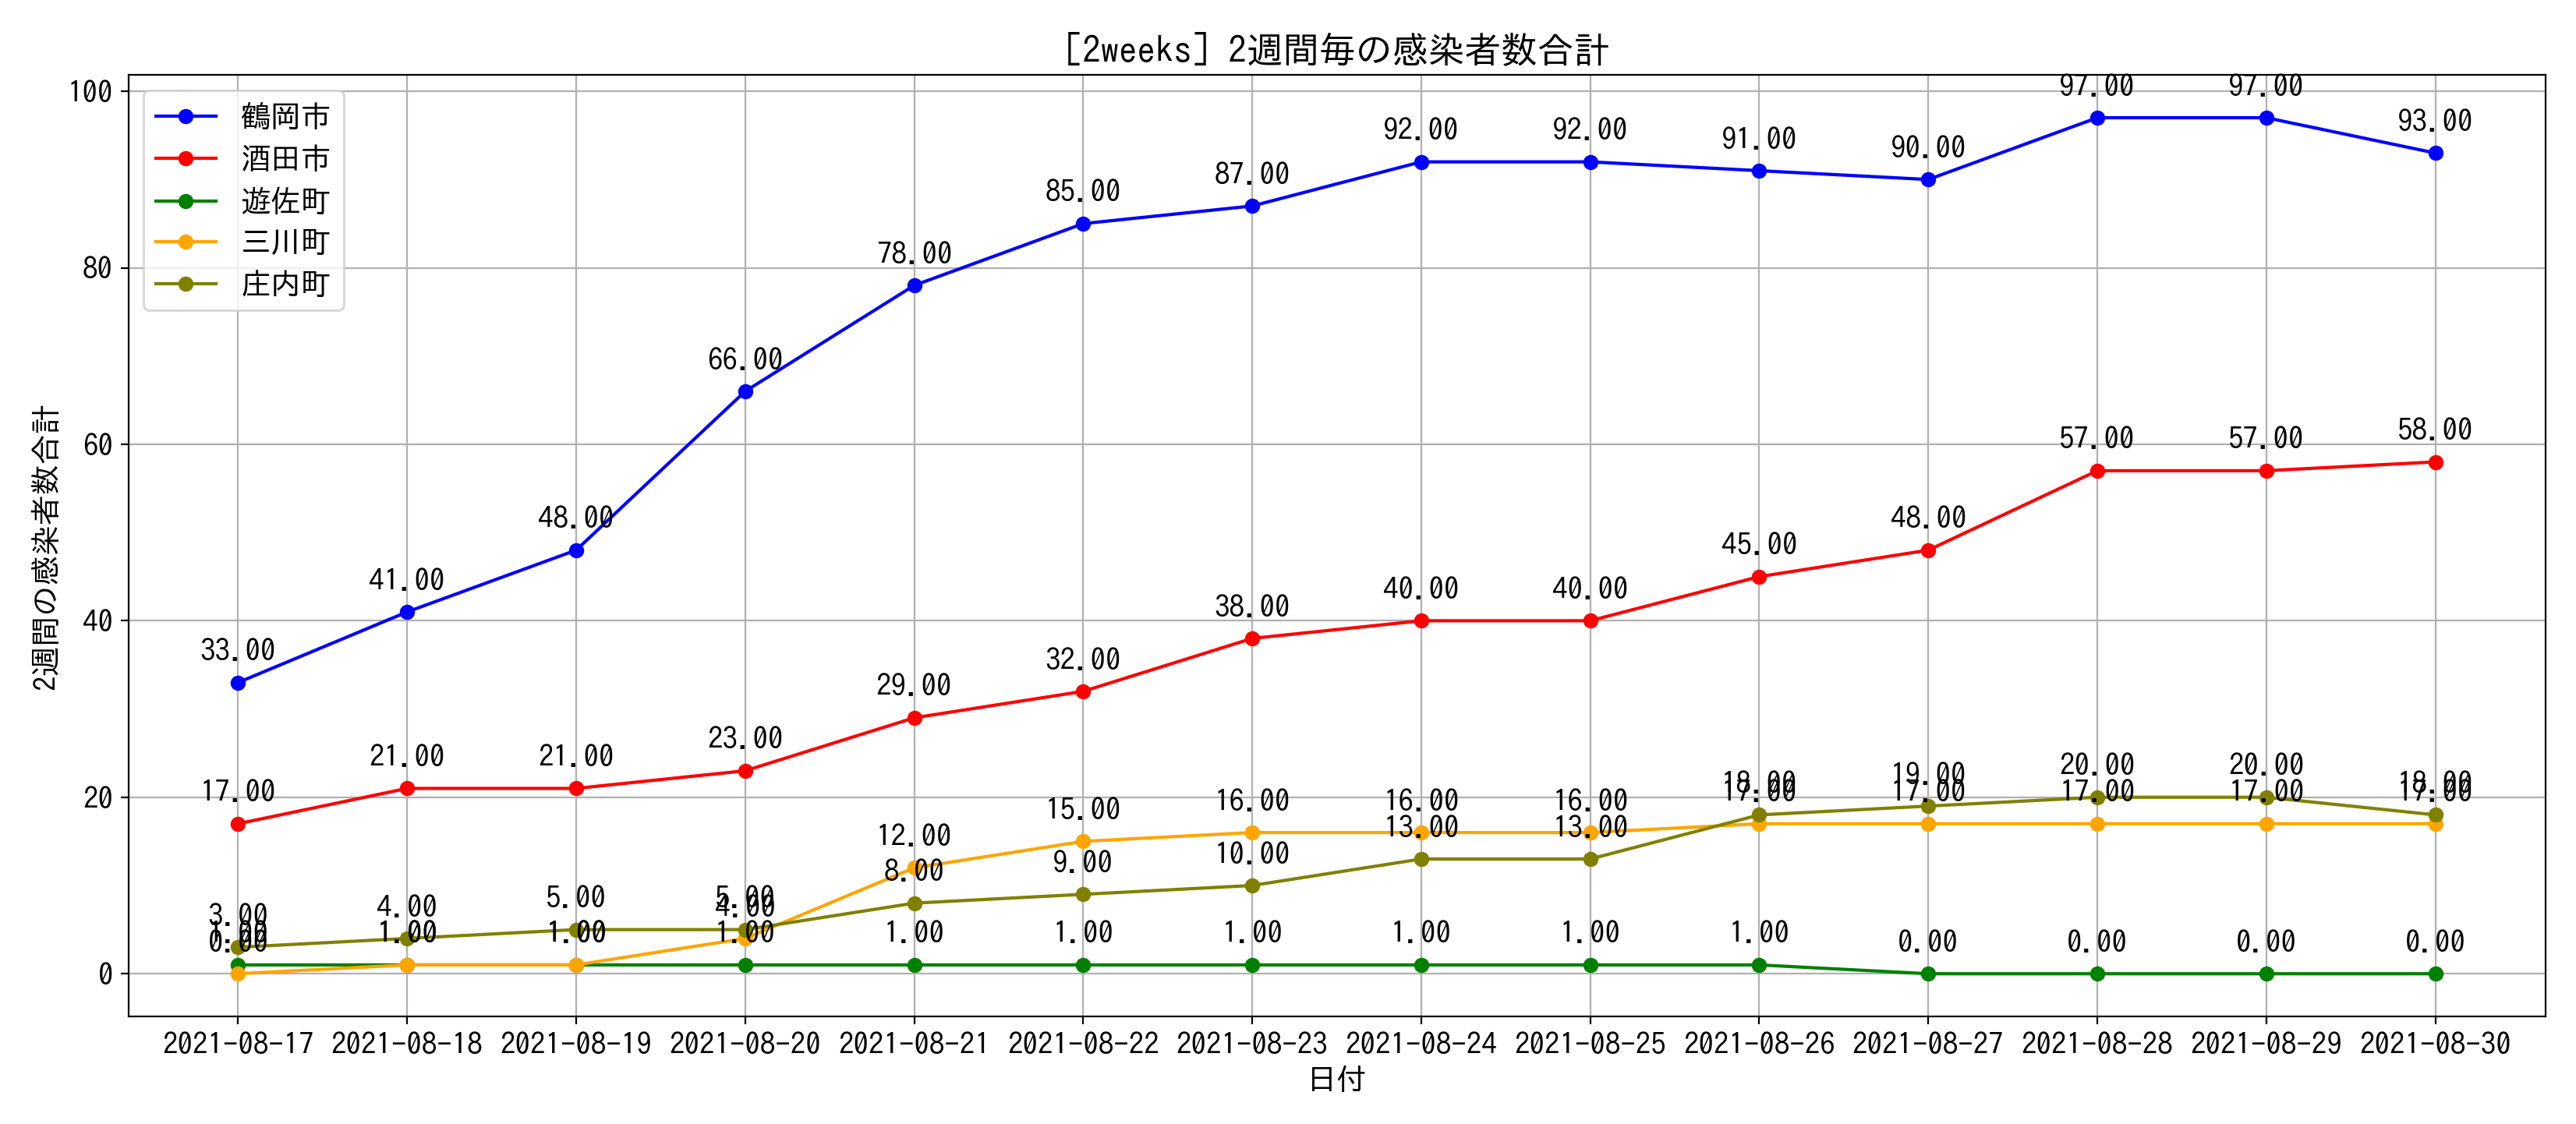 [2weeks] 2週間毎の感染者数合計
2週間の感染者数合計
100
80
60
40
20
0
鶴岡市
酒田市
遊佐町
三川町
庄内町
33.00 41.00 48.00 66.00 78.00 85.00 87.00 92.00 92.00 91.00 90.00 97.00 97.00 93.00
17.00 21.00 21.00 23.00 29.00 32.00 38.00 40.00 40.00 45.00 48.00 57.00 57.00 58.00
1.00 1.00 1.00 1.00 1.00 1.00 1.00 1.00 1.00 1.00 0.00 0.00 0.00 0.00
0.00 1.00 1.00 4.00 12.00 15.00 16.00 16.00 16.00 17.00 17.00 17.00 17.00 17.00
3.00 4.00 5.00 5.00 8.00 9.00 10.00 13.00 13.00 18.00 19.00 20.00 20.00 18.00
2021-08-17 2021-08-18 2021-08-19 2021-08-20 2021-08-21 2021-08-22 2021-08-23 2021-08-24 2021-08-25 2021-08-26 2021-08-27 2021-08-28 2021-08-29 2021-08-30
日付